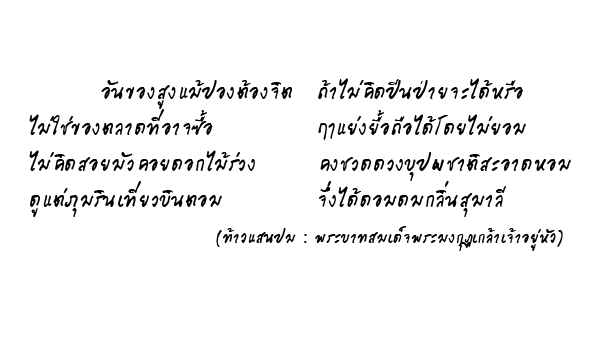 อันของสูงแม้ปองต้องจิต ถ้าไม่คิดปีนป่ายจะได้หรือ
ไม่ใช่ของตลาดที่อาจซื้อ ฤาแย่งยื้อถือได้โดยไม่ยอม
ไม่คิดสอยมัวคอยดอกไม้ร่วง คงชวดดวงบุปผชาติสะอาดหอม
ดูแต่ภุมรินเที่ยวบินตอม จึ่งได้ดอมดมกลิ่นสุมาลี
(ท้าวแสนปม : พระบาทสมเด็จพระมงกุฎเกล้าเจ้าอยู่หัว)